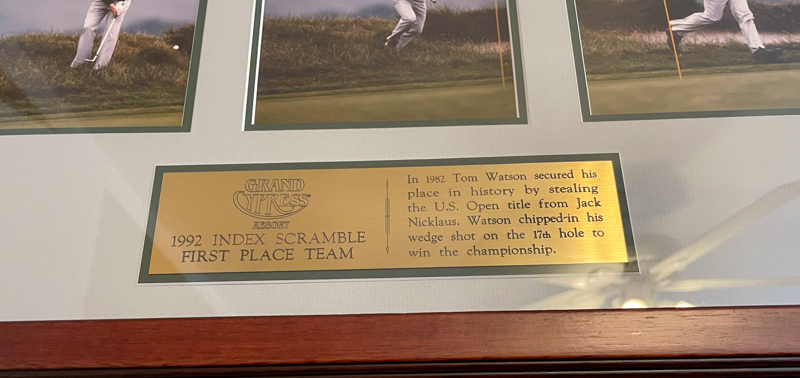 GRAND
CYPRESS
RESORT
1992 INDEX SCRAMBLE
FIRST PLACE TEAM
In 1982 Tom Watson secured his
place in history by stealing
the U.S. Open title from Jack
Nicklaus. Watson chipped-in his
wedge shot on the 17th hole to
win the championship.